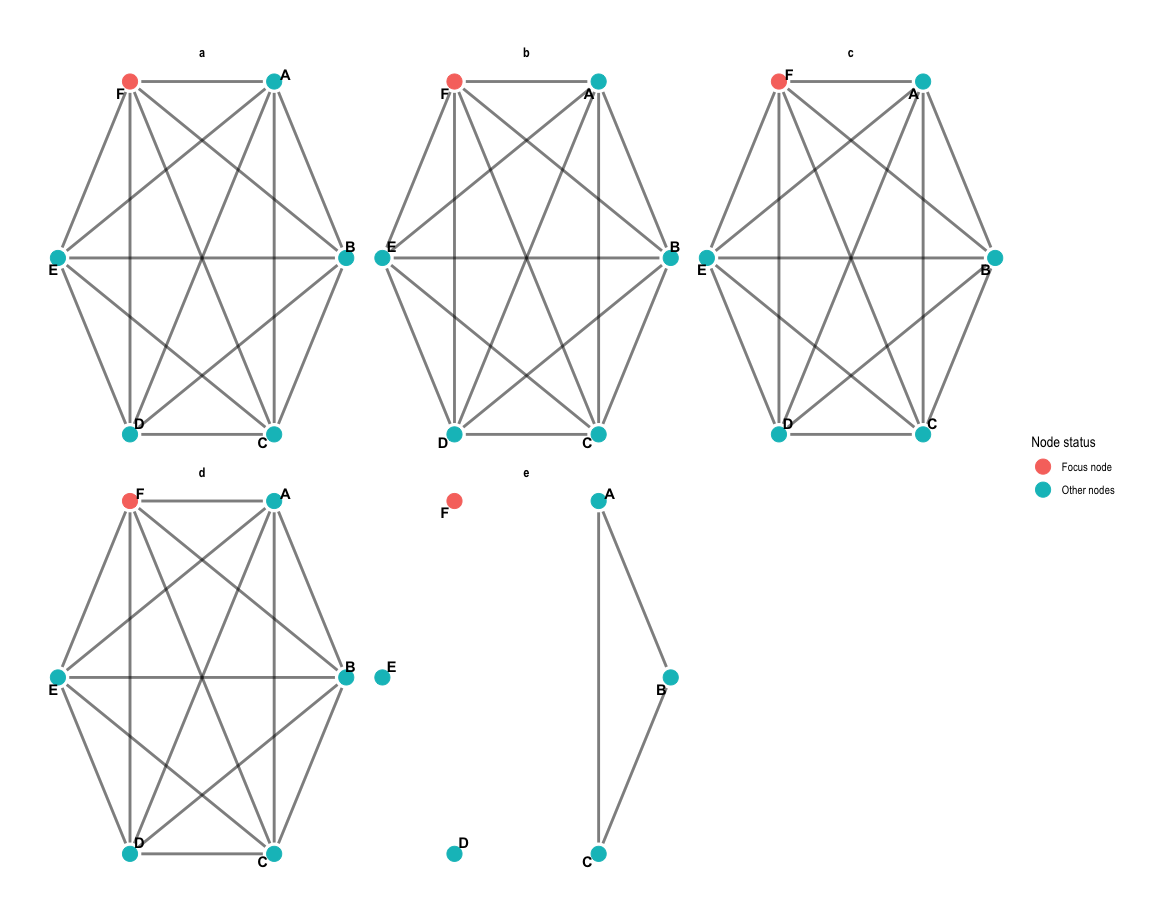 a b c
F A F A F A
E B E B E B
D C D C D C
Node status
Focus node
Other nodes
d e
F A F A
E B E B
D C D C